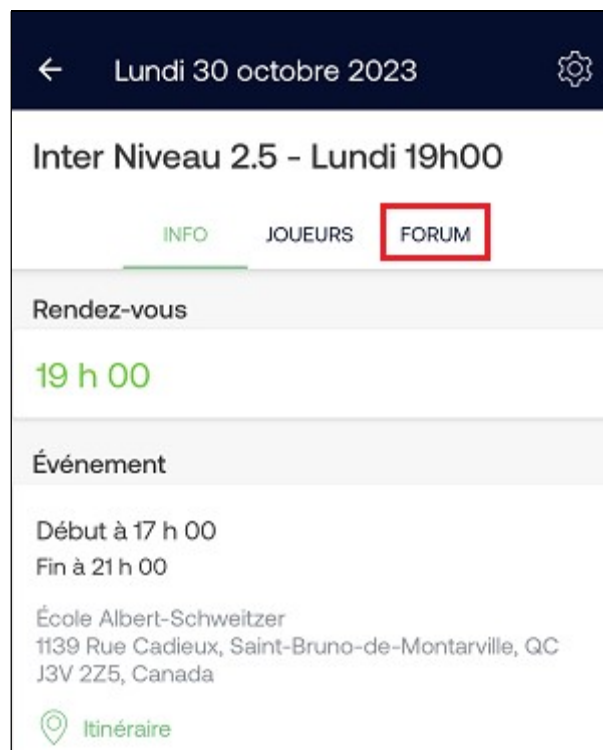 Lundi 30 octobre 2023
Inter Niveau 2.5 - Lundi 19h00
INFO JOUEURS FORUM
Rendez-vous
19 h 00
Événement
Début à 17 h 00
Fin à 21 h 00
École Albert-Schweitzer
1139 Rue Cadieux, Saint-Bruno-de-Montarville, QC
J3V 2Z5, Canada
Itinéraire